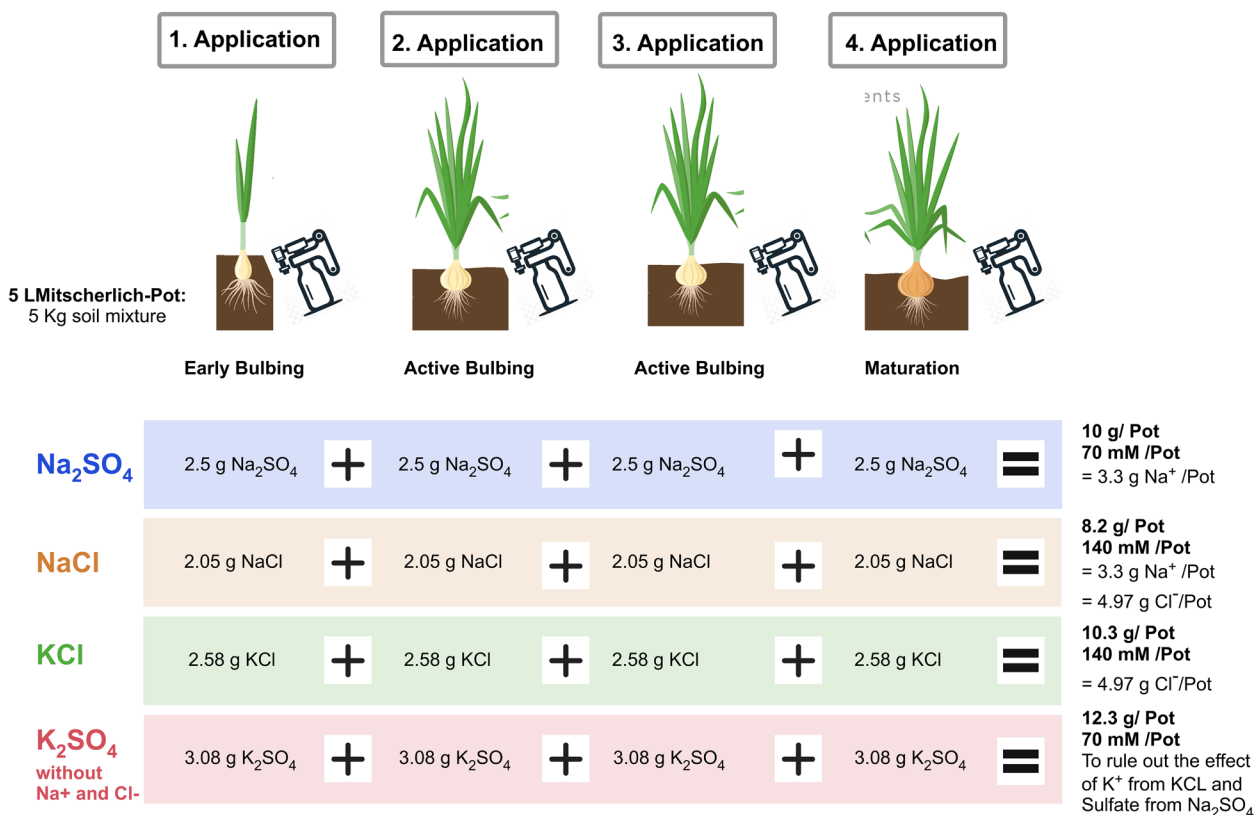 1. Application
2. Application
3. Application
4. Application
ents
5 LMitscherlich-Pot:
5 Kg soil mixture
Early Bulbing
Active Bulbing
Active Bulbing
Maturation
Na₂SO₄
2.5 g Na₂SO₄ + 2.5 g Na₂SO₄ + 2.5 g Na₂SO₄ + 2.5 g Na₂SO₄ =
10 g/ Pot
70 mM /Pot
= 3.3 g Na⁺ /Pot
NaCl
2.05 g NaCl + 2.05 g NaCl + 2.05 g NaCl + 2.05 g NaCl =
8.2 g/ Pot
140 mM /Pot
= 3.3 g Na⁺ /Pot
= 4.97 g Cl⁻/Pot
KCl
2.58 g KCl + 2.58 g KCl + 2.58 g KCl + 2.58 g KCl =
10.3 g/ Pot
140 mM /Pot
= 4.97 g Cl⁻/Pot
K₂SO₄
without
Na+ and Cl-
3.08 g K₂SO₄ + 3.08 g K₂SO₄ + 3.08 g K₂SO₄ + 3.08 g K₂SO₄ =
12.3 g/ Pot
70 mM /Pot
To rule out the effect
of K⁺ from KCL and
Sulfate from Na₂SO₄